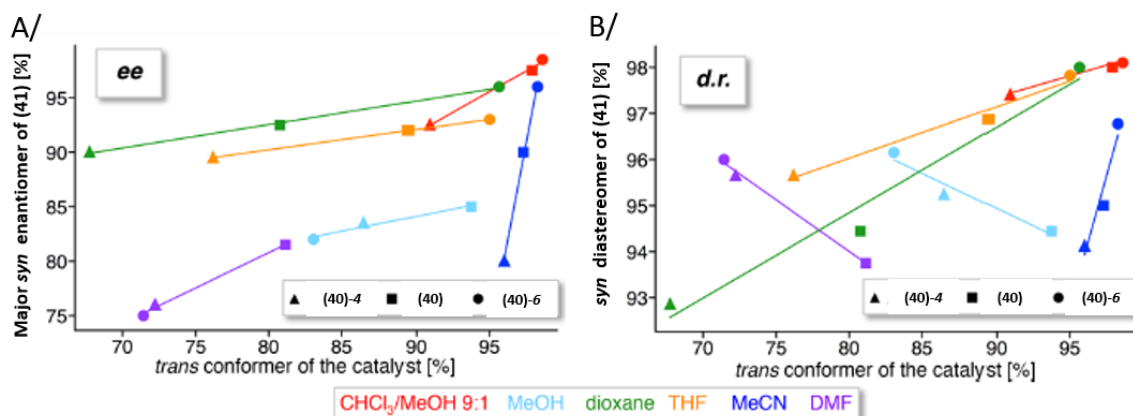 A/
ee
Major syn enantiomer of (41) [%]
95
90
85
80
75
(40)-4 (40) (40)-6
70 75 80 85 90 95
trans conformer of the catalyst [%]
B/
d.r.
syn diastereomer of (41) [%]
98
97
96
95
94
93
(40)-4 (40) (40)-6
70 75 80 85 90 95
trans conformer of the catalyst [%]
CHCl₃/MeOH 9:1 MeOH dioxane THF MeCN DMF